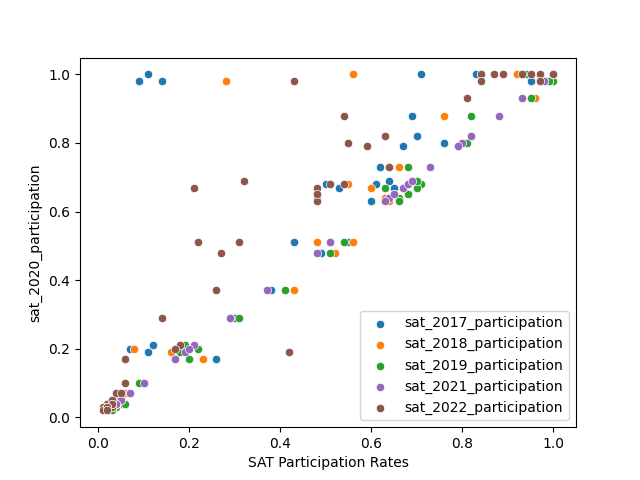 1.0
0.8
0.6
0.4
0.2
0.0
sat_2020_participation
0.0 0.2 0.4 0.6 0.8 1.0
SAT Participation Rates
sat_2017_participation
sat_2018_participation
sat_2019_participation
sat_2021_participation
sat_2022_participation